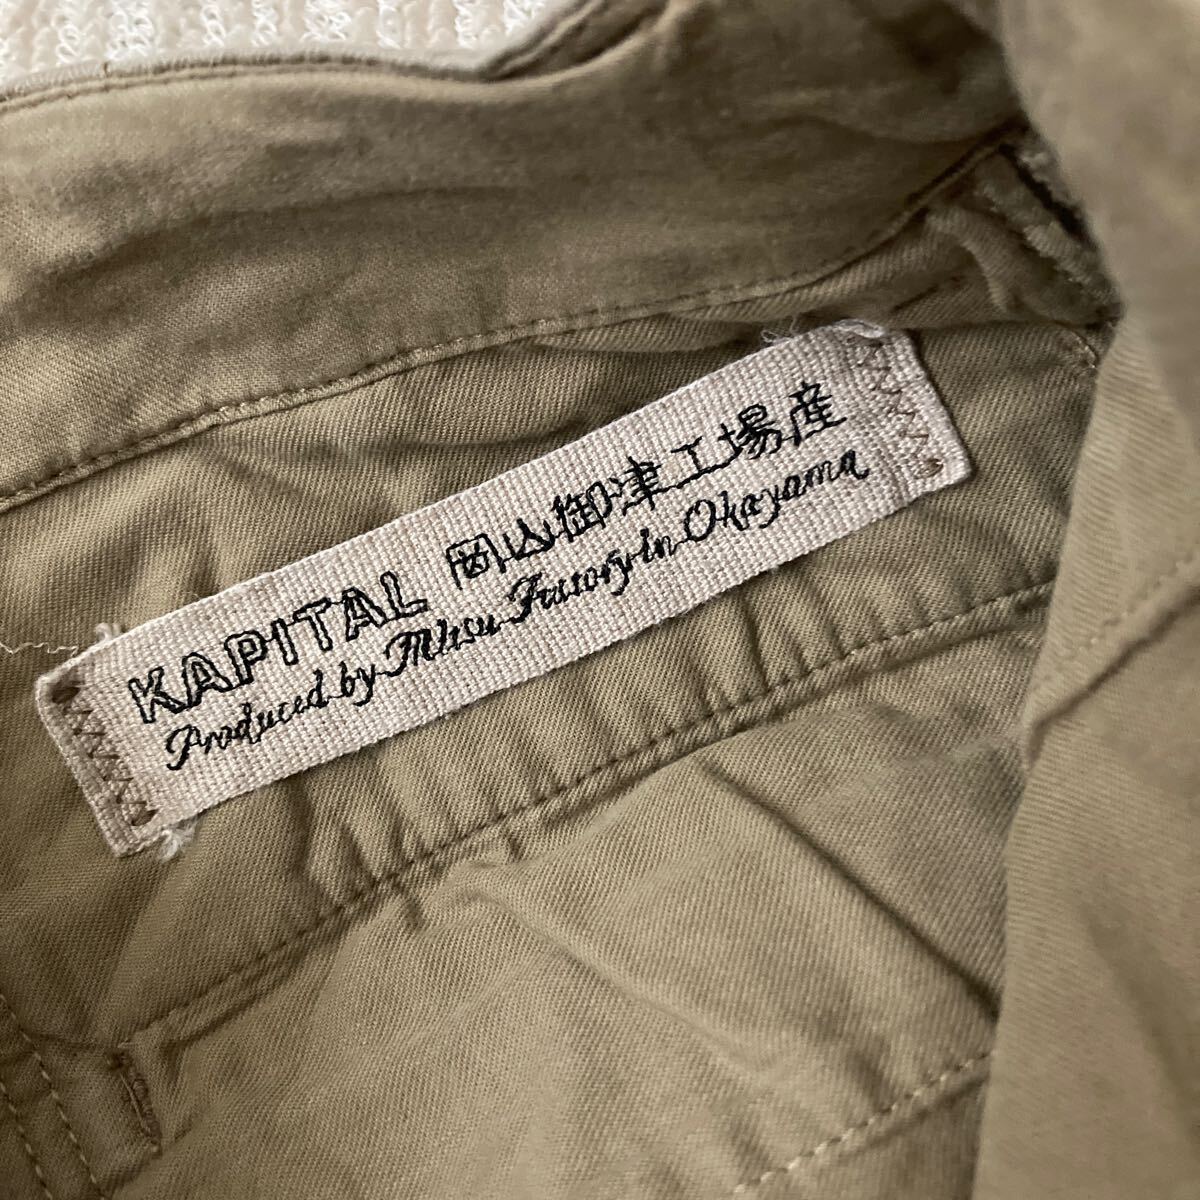 KAPITAL 岡山御津工場産
Produced by Mitsu Factory in Okayama